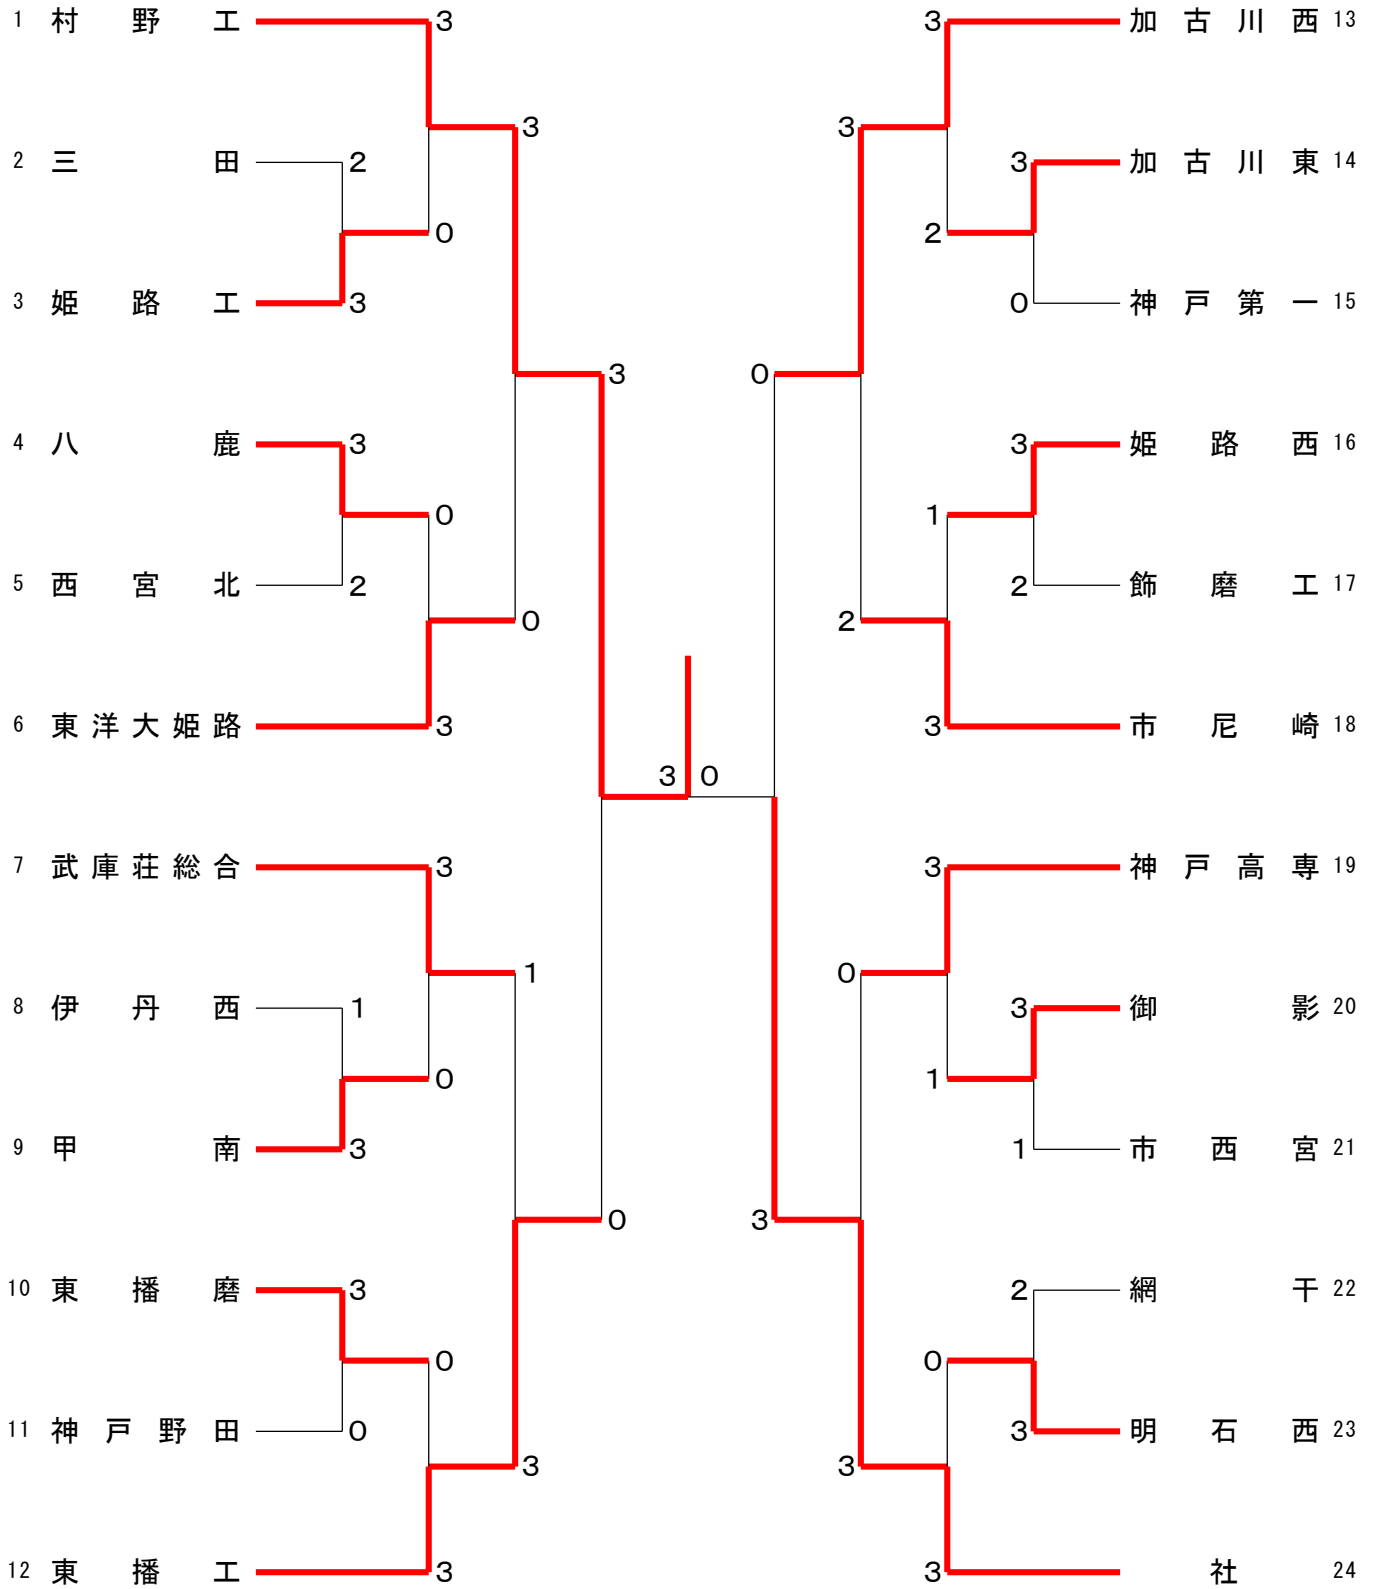 1 村野工 3 3 加古川西 13
3 3
2 三田 2 3 加古川東 14
0 2
3 姫路工 3 0 神戸第一 15
3 0
4 八鹿 3 3 姫路西 16
0 1
5 西宮北 2 2 飾磨工 17
0 2
6 東洋大姫路 3 3 市尼崎 18
3 0
7 武庫荘総合 3 3 神戸高専 19
1 0
8 伊丹西 1 3 御影 20
0 1
9 甲南 3 1 市西宮 21
0 3
10 東播磨 3 2 網干 22
0 0
11 神戸野田 0 3 明石西 23
3 3
12 東播工 3 3 社 24